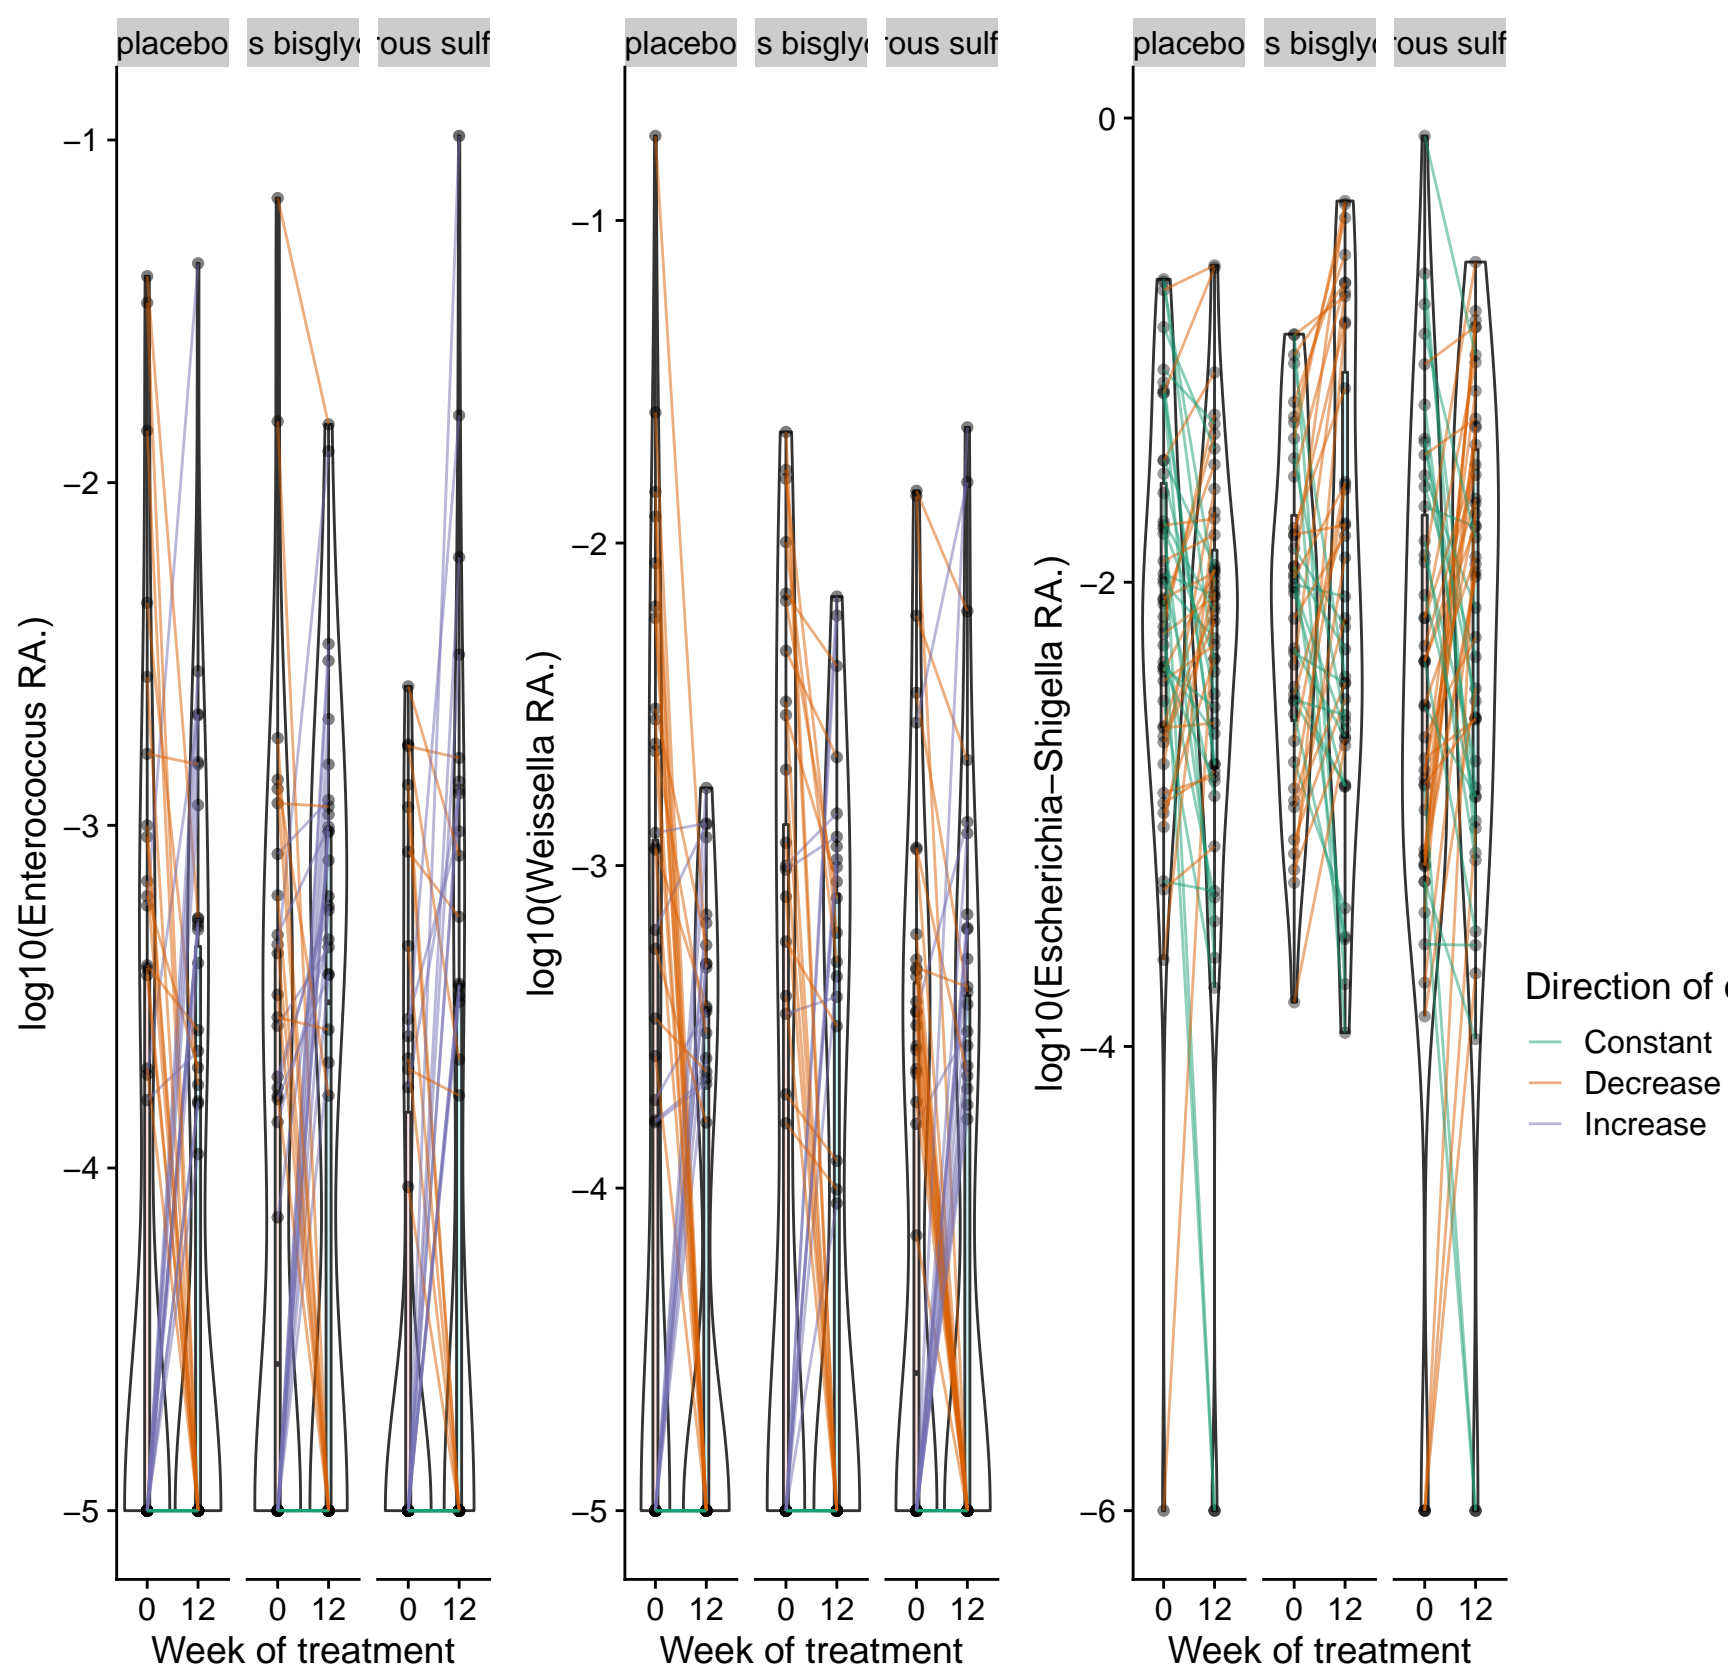 placebo s bisglyc rous sulf placebo s bisglyc rous sulf placebo s bisglyc rous sulf
−1
−2
−3
−4
−5
log10(Enterococcus RA.)
0 12 0 12 0 12
Week of treatment
−1
−2
−3
−4
−5
log10(Weissella RA.)
0 12 0 12 0 12
Week of treatment
0
−2
−4
−6
log10(Escherichia−Shigella RA.)
0 12 0 12 0 12
Week of treatment
Direction of
Constant
Decrease
Increase